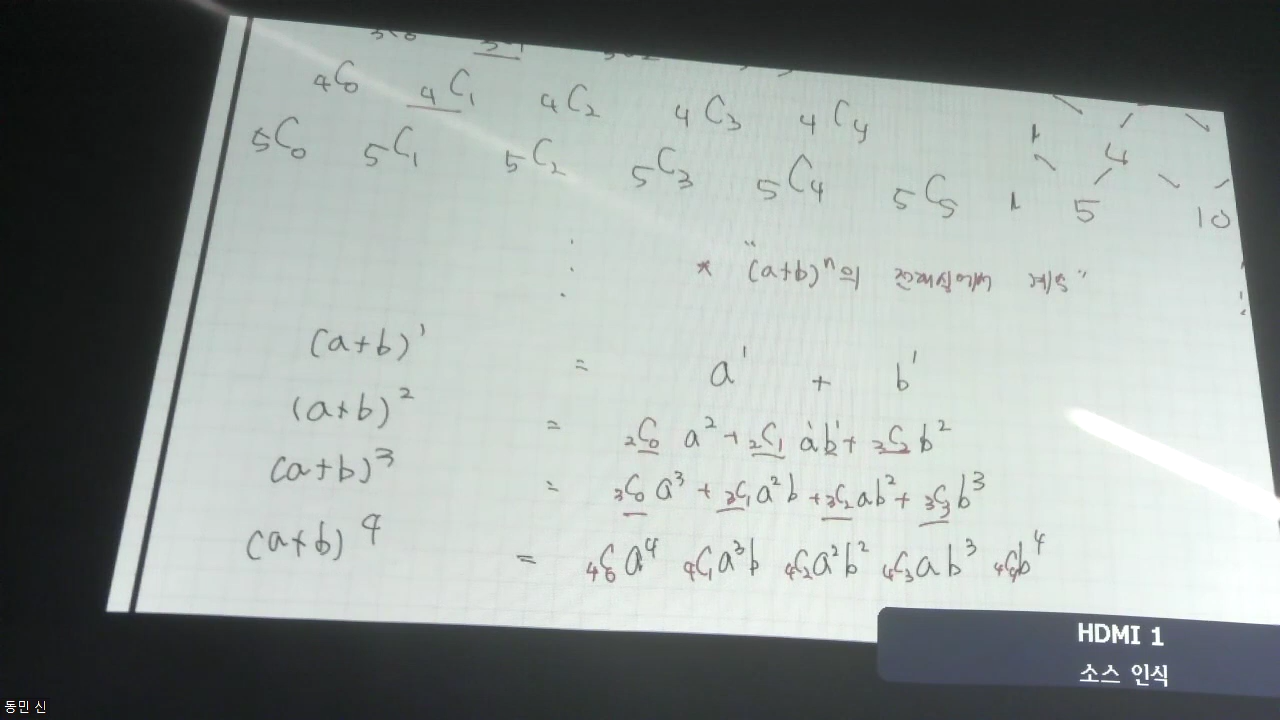 ₄C₀ ₄C₁ ₄C₂ ₄C₃ ₄C₄ 1 4
₅C₀ ₅C₁ ₅C₂ ₅C₃ ₅C₄ ₅C₅ 1 5 10
* "(a+b)ⁿ의 전개식에서 계수"
(a+b)¹ = a¹ + b¹
(a+b)² = ₂C₀ a² + ₂C₁ a¹b¹ + ₂C₂ b²
(a+b)³ = ₃C₀ a³ + ₃C₁ a²b + ₃C₂ ab² + ₃C₃ b³
(a+b)⁴ = ₄C₀ a⁴ ₄C₁ a³b ₄C₂ a²b² ₄C₃ ab³ ₄C₄ b⁴
HDMI 1
소스 인식
동민 신